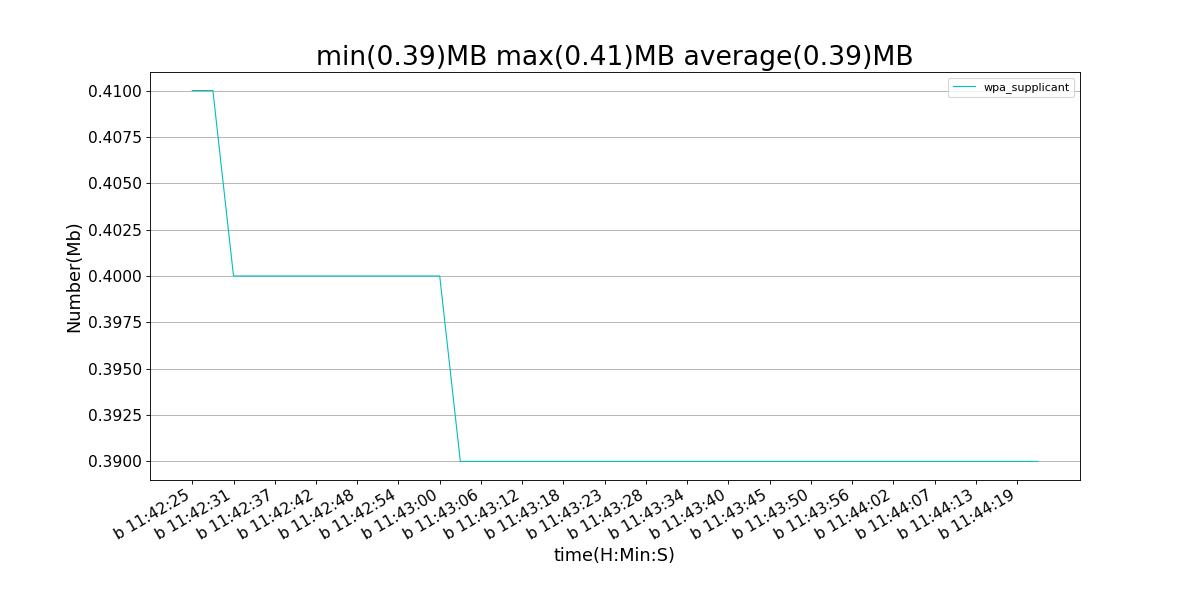 min(0.39)MB max(0.41)MB average(0.39)MB
wpa_supplicant
0.4100
0.4075
0.4050
0.4025
0.4000
0.3975
0.3950
0.3925
0.3900
Number(Mb)
b 11:42:25
b 11:42:31
b 11:42:37
b 11:42:42
b 11:42:48
b 11:42:54
b 11:43:00
b 11:43:06
b 11:43:12
b 11:43:18
b 11:43:23
b 11:43:28
b 11:43:34
b 11:43:40
b 11:43:45
b 11:43:50
b 11:43:56
b 11:44:02
b 11:44:07
b 11:44:13
b 11:44:19
time(H:Min:S)